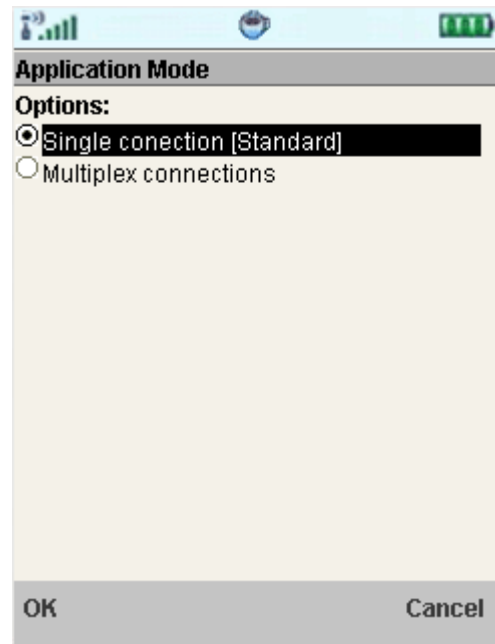 Application Mode
Options:
Single conection [Standard]
Multiplex connections
OK Cancel